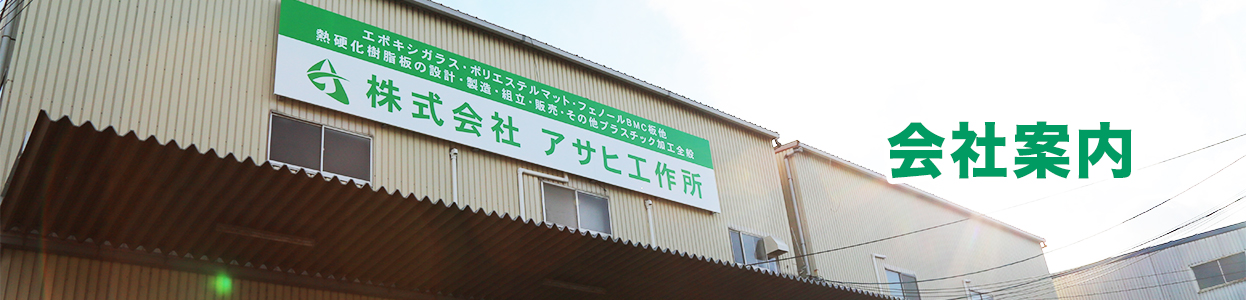 エポキシガラス・ポリエステルマット・フェノールBMC板他
熱硬化樹脂板の設計・製造・組立・販売・その他プラスチック加工全般
株式会社 アサヒ工作所
会社案内